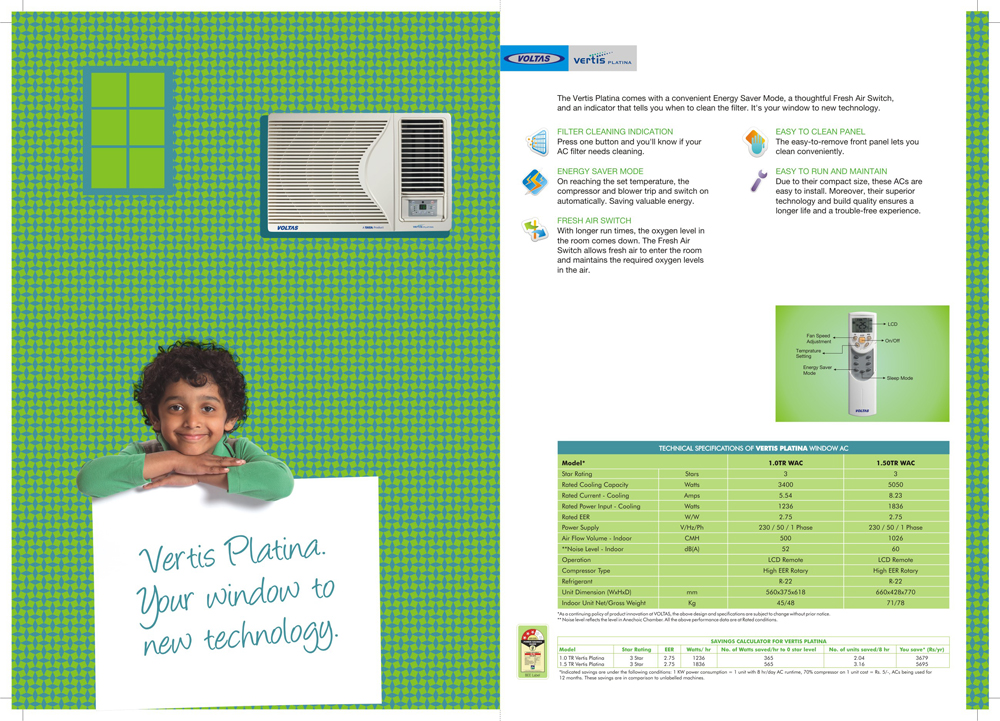 VOLTAS
Vertis Platina.
Your window to
new technology.
VOLTAS vertis PLATINA
The Vertis Platina comes with a convenient Energy Saver Mode, a thoughtful Fresh Air Switch,
and an indicator that tells you when to clean the filter. It's your window to new technology.
FILTER CLEANING INDICATION
Press one button and you'll know if your
AC filter needs cleaning.
ENERGY SAVER MODE
On reaching the set temperature, the
compressor and blower trip and switch on
automatically. Saving valuable energy.
FRESH AIR SWITCH
With longer run times, the oxygen level in
the room comes down. The Fresh Air
Switch allows fresh air to enter the room
and maintains the required oxygen levels
in the air.
EASY TO CLEAN PANEL
The easy-to-remove front panel lets you
clean conveniently.
EASY TO RUN AND MAINTAIN
Due to their compact size, these ACs are
easy to install. Moreover, their superior
technology and build quality ensures a
longer life and a trouble-free experience.
LCD
Fan Speed
Adjustment
On/Off
Temprature
Setting
Energy Saver
Mode
Sleep Mode
VOLTAS
TECHNICAL SPECIFICATIONS OF VERTIS PLATINA WINDOW AC
Model* 1.0TR WAC 1.50TR WAC
Star Rating Stars 3 3
Rated Cooling Capacity Watts 3400 5050
Rated Current - Cooling Amps 5.54 8.23
Rated Power Input - Cooling Watts 1236 1836
Rated EER W/W 2.75 2.75
Power Supply V/Hz/Ph 230 / 50 / 1 Phase 230 / 50 / 1 Phase
Air Flow Volume - Indoor CMH 500 1026
**Noise Level - Indoor dB(A) 52 60
Operation LCD Remote LCD Remote
Compressor Type High EER Rotary High EER Rotary
Refrigerant R-22 R-22
Unit Dimension (WxHxD) mm 560x375x618 660x428x770
Indoor Unit Net/Gross Weight Kg 45/48 71/78
*As a continuing policy of product innovation at VOLTAS, the above design and specifications are subject to change without prior notice.
** Noise level reflects the level in Anechoic Chamber. All the above performance data are at Rated conditions.
SAVINGS CALCULATOR FOR VERTIS PLATINA
Model Star Rating EER Watts/ hr No. of Watts saved/hr to 0 star level No. of units saved/8 hr You save* (Rs/yr)
1.0 TR Vertis Platina 3 Star 2.75 1236 365 2.04 3679
1.5 TR Vertis Platina 3 Star 2.75 1836 565 3.16 5695
*Indicated savings are under the following conditions: 1 KW power consumption = 1 unit with 8 hr/day AC runtime, 70% compressor on 1 unit cost = Rs. 5/-, ACs being used for
12 months. These savings are in comparison to unlabelled machines.